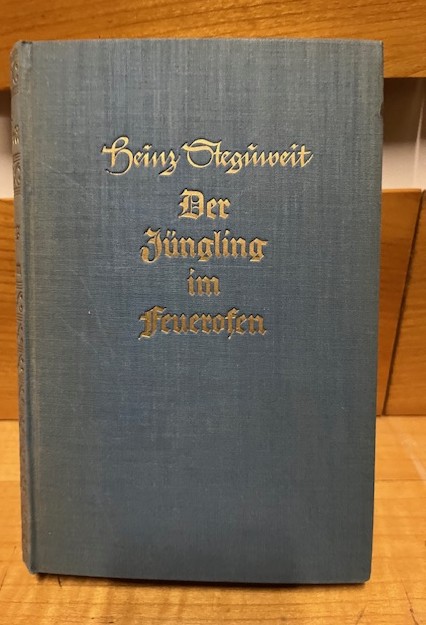 Heinz Steguweit
Der
Jüngling
im
Feuerofen